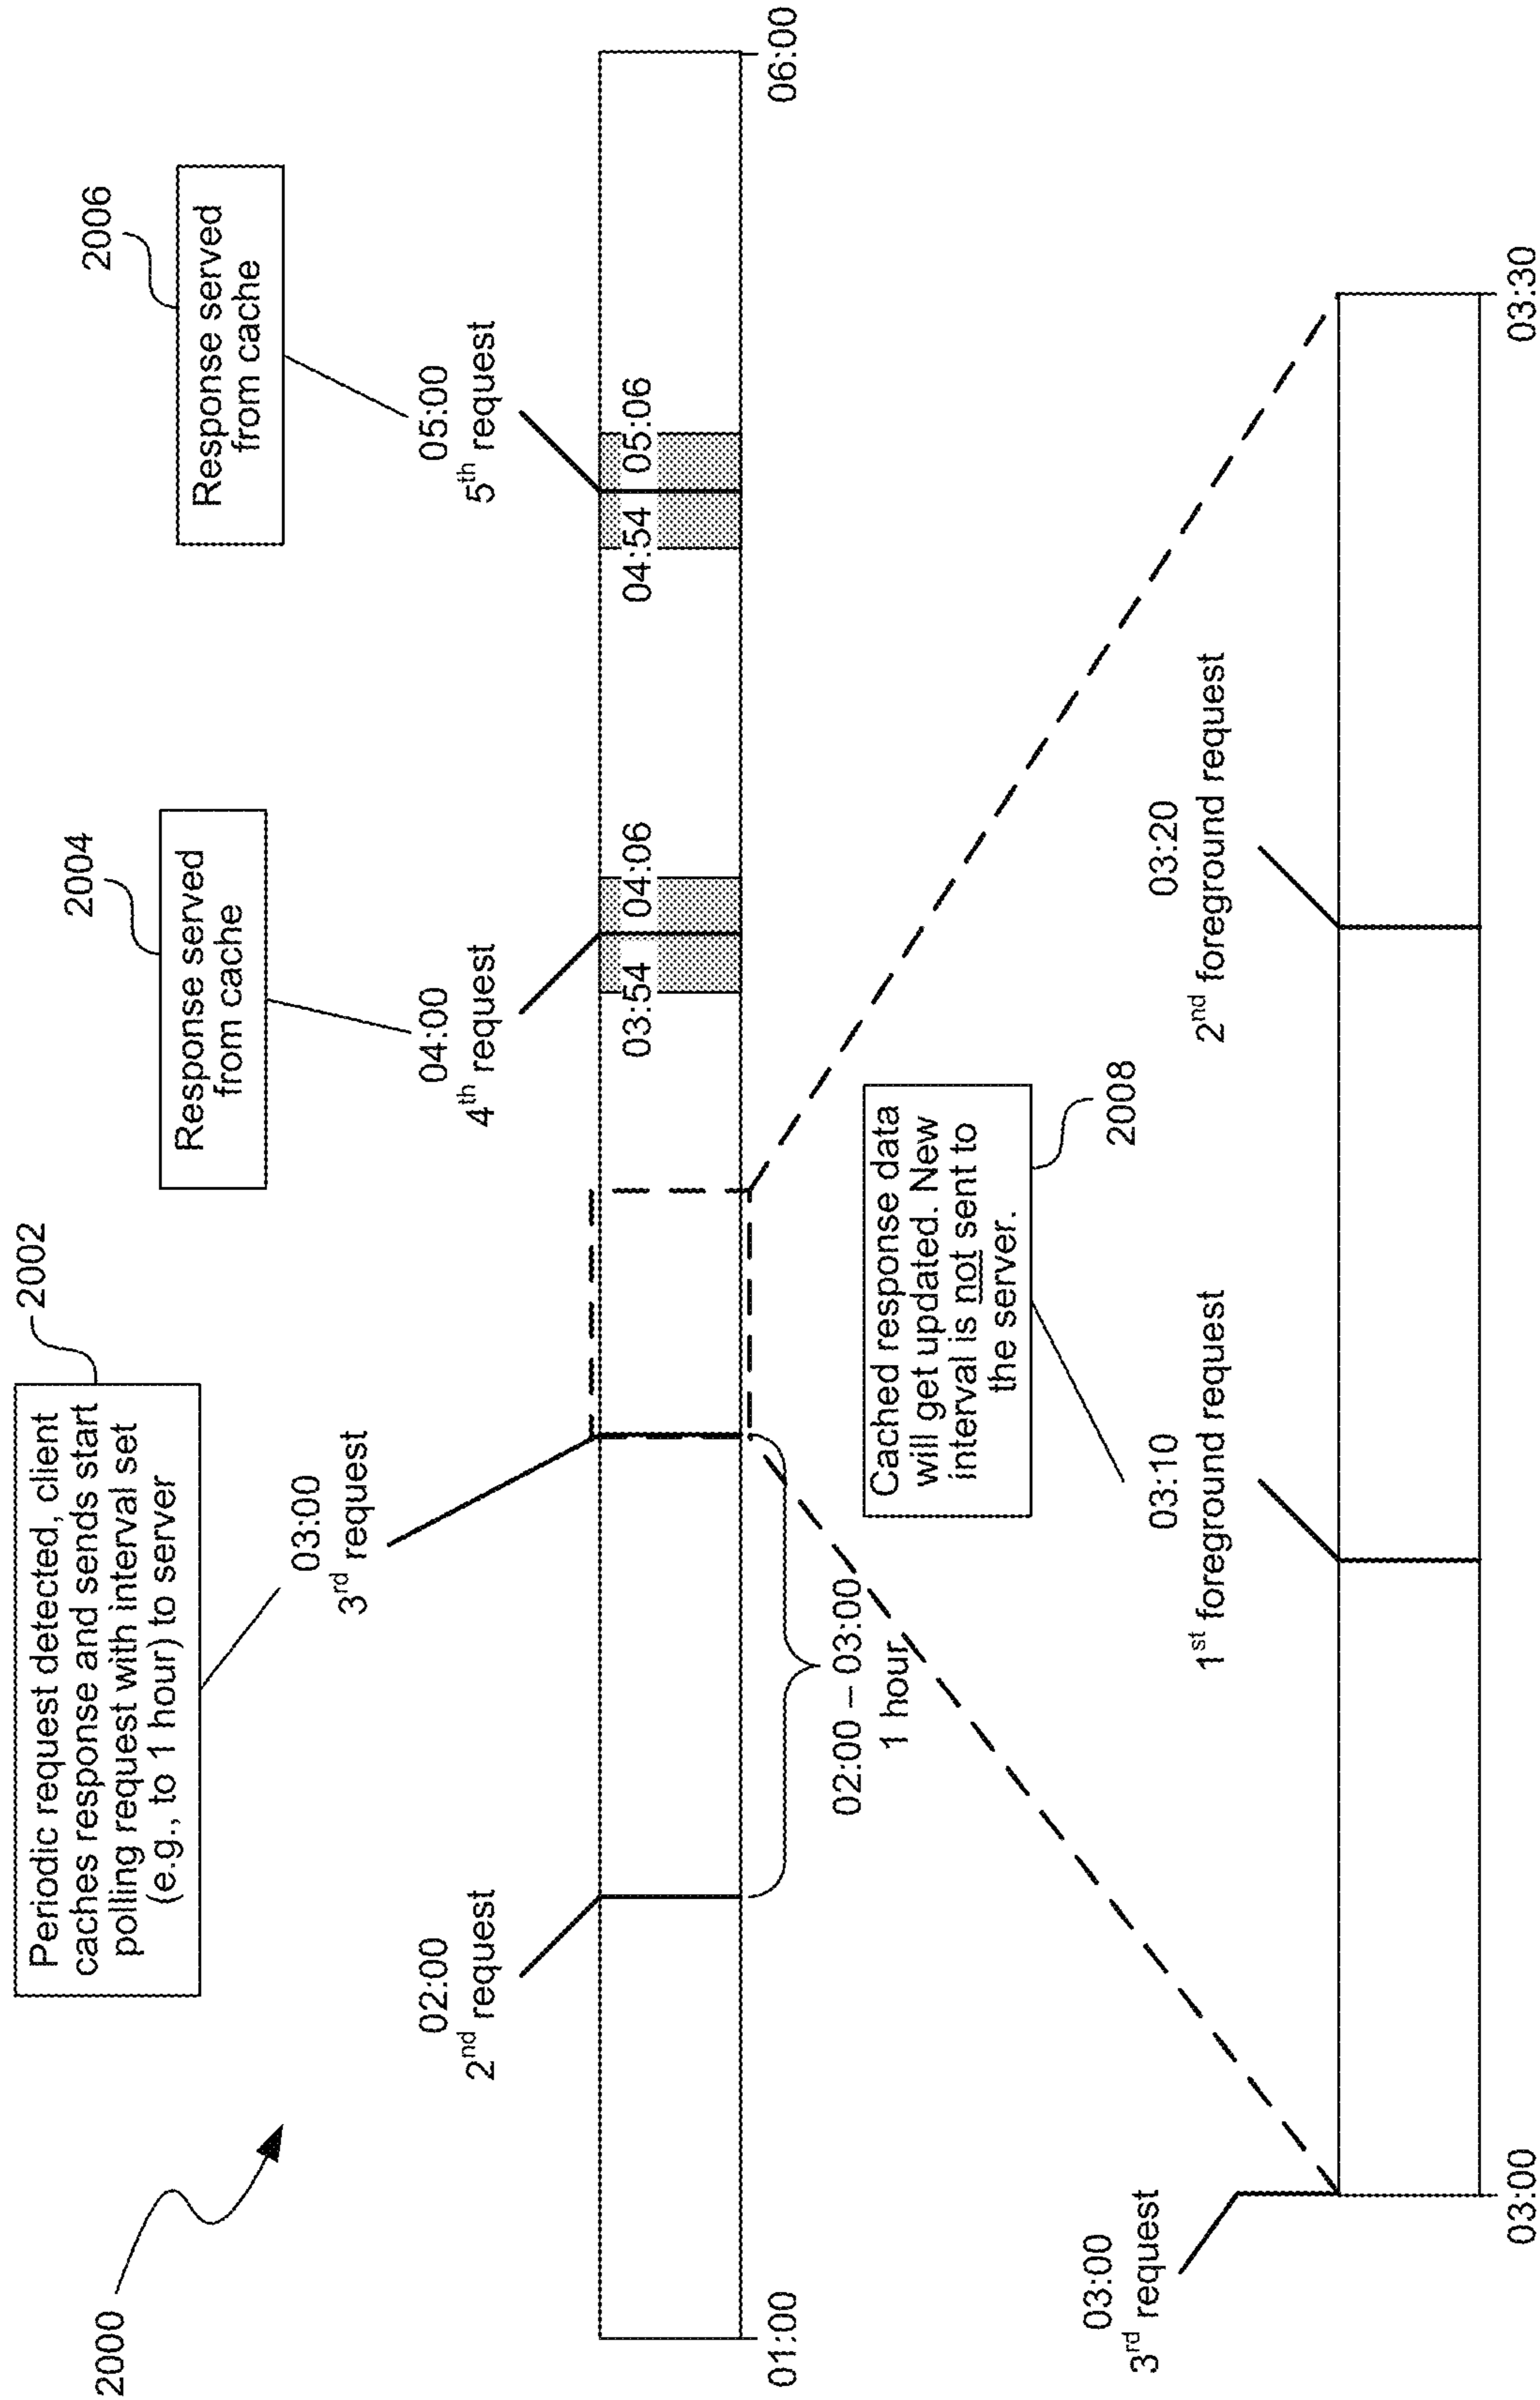 2000
2002
Periodic request detected, client
caches response and sends start
polling request with interval set
(e.g., to 1 hour) to server
2004
Response served
from cache
2006
Response served
from cache
02:00
2nd request
03:00
3rd request
04:00
4th request
05:00
5th request
03:54 04:06
04:54 05:06
01:00
06:00
02:00 – 03:00
1 hour
Cached response data
will get updated. New
interval is not sent to
the server.
2008
03:00
3rd request
03:10
1st foreground request
03:20
2nd foreground request
03:00
03:30